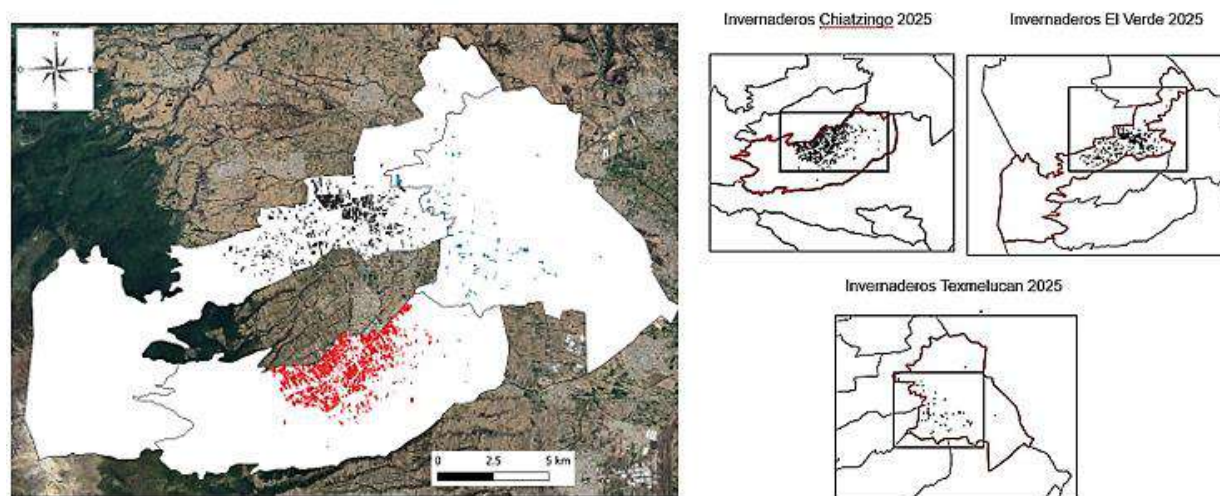 Invernaderos Chiatzingo 2025
Invernaderos El Verde 2025
N
O
E
S
Invernaderos Texmelucan 2025
0 2.5 5 km